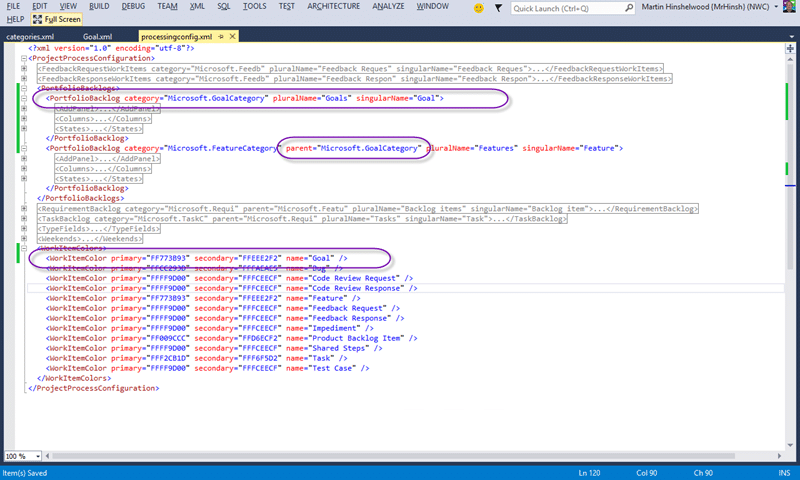 FILE EDIT VIEW BUILD DEBUG TEAM XML SQL TOOLS TEST ARCHITECTURE ANALYZE WINDOW Quick Launch (Ctrl+Q) Martin Hinshelwood (MrHinsh) (NWC)
HELP Full Screen
categories.xml Goal.xml processingconfig.xml
<?xml version="1.0" encoding="utf-8"?>
<ProjectProcessConfiguration>
<FeedbackRequestWorkItems category="Microsoft.Feedb" pluralName="Feedback Reques" singularName="Feedback Reques">...</FeedbackRequestWorkItems>
<FeedbackResponseWorkItems category="Microsoft.Feedb" pluralName="Feedback Respon" singularName="Feedback Respon">...</FeedbackResponseWorkItems>
<PortfolioBacklogs>
<PortfolioBacklog category="Microsoft.GoalCategory" pluralName="Goals" singularName="Goal">
<AddPanel>...</AddPanel>
<Columns>...</Columns>
<States>...</States>
</PortfolioBacklog>
<PortfolioBacklog category="Microsoft.FeatureCategory" parent="Microsoft.GoalCategory" pluralName="Features" singularName="Feature">
<AddPanel>...</AddPanel>
<Columns>...</Columns>
<States>...</States>
</PortfolioBacklog>
</PortfolioBacklogs>
<RequirementBacklog category="Microsoft.Requi" parent="Microsoft.Featu" pluralName="Backlog items" singularName="Backlog item">...</RequirementBacklog>
<TaskBacklog category="Microsoft.TaskC" parent="Microsoft.Requi" pluralName="Tasks" singularName="Task">...</TaskBacklog>
<TypeFields>...</TypeFields>
<Weekends>...</Weekends>
<WorkItemColors>
<WorkItemColor primary="FF773B93" secondary="FFEEE2F2" name="Goal" />
<WorkItemColor primary="FFCC293D" secondary="FFFAEAE5" name="Bug" />
<WorkItemColor primary="FFFF9D00" secondary="FFFCEECF" name="Code Review Request" />
<WorkItemColor primary="FFFF9D00" secondary="FFFCEECF" name="Code Review Response" />
<WorkItemColor primary="FF773B93" secondary="FFEEE2F2" name="Feature" />
<WorkItemColor primary="FFFF9D00" secondary="FFFCEECF" name="Feedback Request" />
<WorkItemColor primary="FFFF9D00" secondary="FFFCEECF" name="Feedback Response" />
<WorkItemColor primary="FFFF9D00" secondary="FFFCEECF" name="Impediment" />
<WorkItemColor primary="FF009CCC" secondary="FFD6ECF2" name="Product Backlog Item" />
<WorkItemColor primary="FFFF9D00" secondary="FFFCEECF" name="Shared Steps" />
<WorkItemColor primary="FFF2CB1D" secondary="FFF6F5D2" name="Task" />
<WorkItemColor primary="FFFF9D00" secondary="FFFCEECF" name="Test Case" />
</WorkItemColors>
</ProjectProcessConfiguration>
100 %
Item(s) Saved Ln 120 Col 90 Ch 90 INS